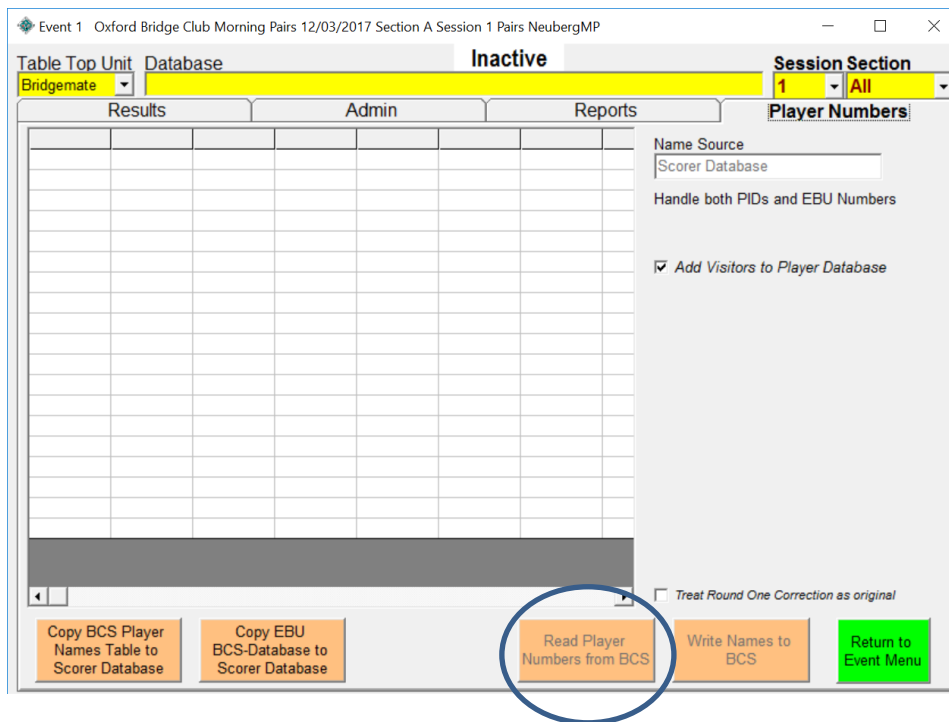 Event 1 Oxford Bridge Club Morning Pairs 12/03/2017 Section A Session 1 Pairs NeubergMP
Table Top Unit Database Inactive Session Section
Bridgemate 1 All
Results Admin Reports Player Numbers
Name Source
Scorer Database
Handle both PIDs and EBU Numbers
Add Visitors to Player Database
Treat Round One Correction as original
Copy BCS Player
Names Table to
Scorer Database
Copy EBU
BCS-Database to
Scorer Database
Read Player
Numbers from BCS
Write Names to
BCS
Return to
Event Menu